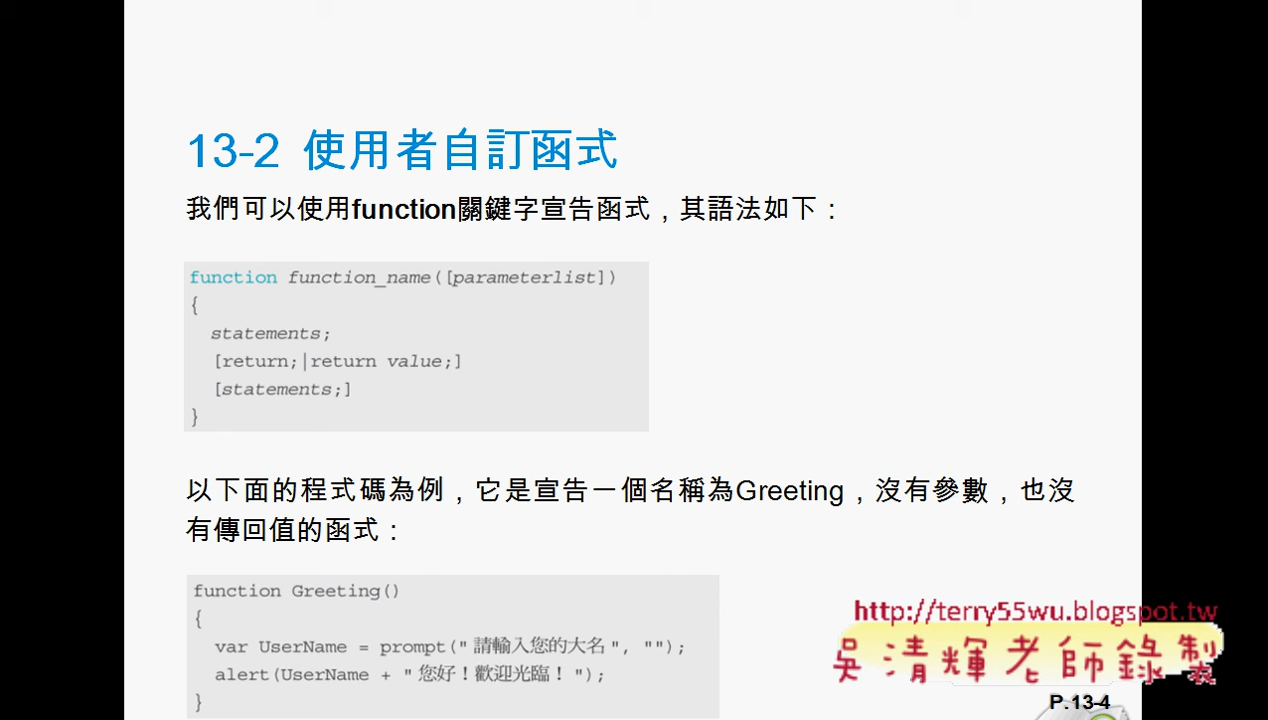 13-2 使用者自訂函式
我們可以使用function關鍵字宣告函式，其語法如下：
function function_name([parameterlist])
{
statements;
[return;|return value;]
[statements;]
}
以下面的程式碼為例，它是宣告一個名稱為Greeting，沒有參數，也沒
有傳回值的函式：
function Greeting()
{
var UserName = prompt("請輸入您的大名", "");
alert(UserName + "您好！歡迎光臨！");
}
http://terry55wu.blogspot.tw
吳清輝老師錄製
P.13-4